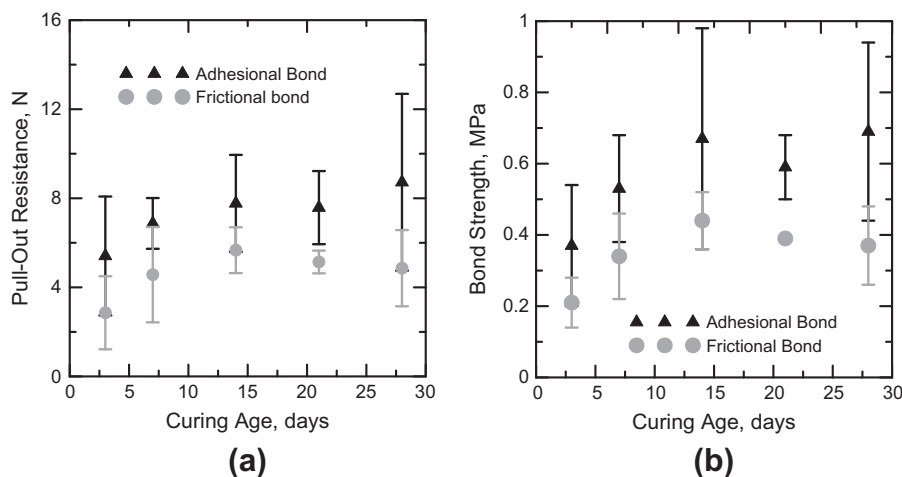 16
12
8
4
0
Pull-Out Resistance, N
Adhesional Bond
Frictional bond
0 5 10 15 20 25 30
Curing Age, days
(a)
1
0.8
0.6
0.4
0.2
0
Bond Strength, MPa
Adhesional Bond
Frictional Bond
0 5 10 15 20 25 30
Curing Age, days
(b)